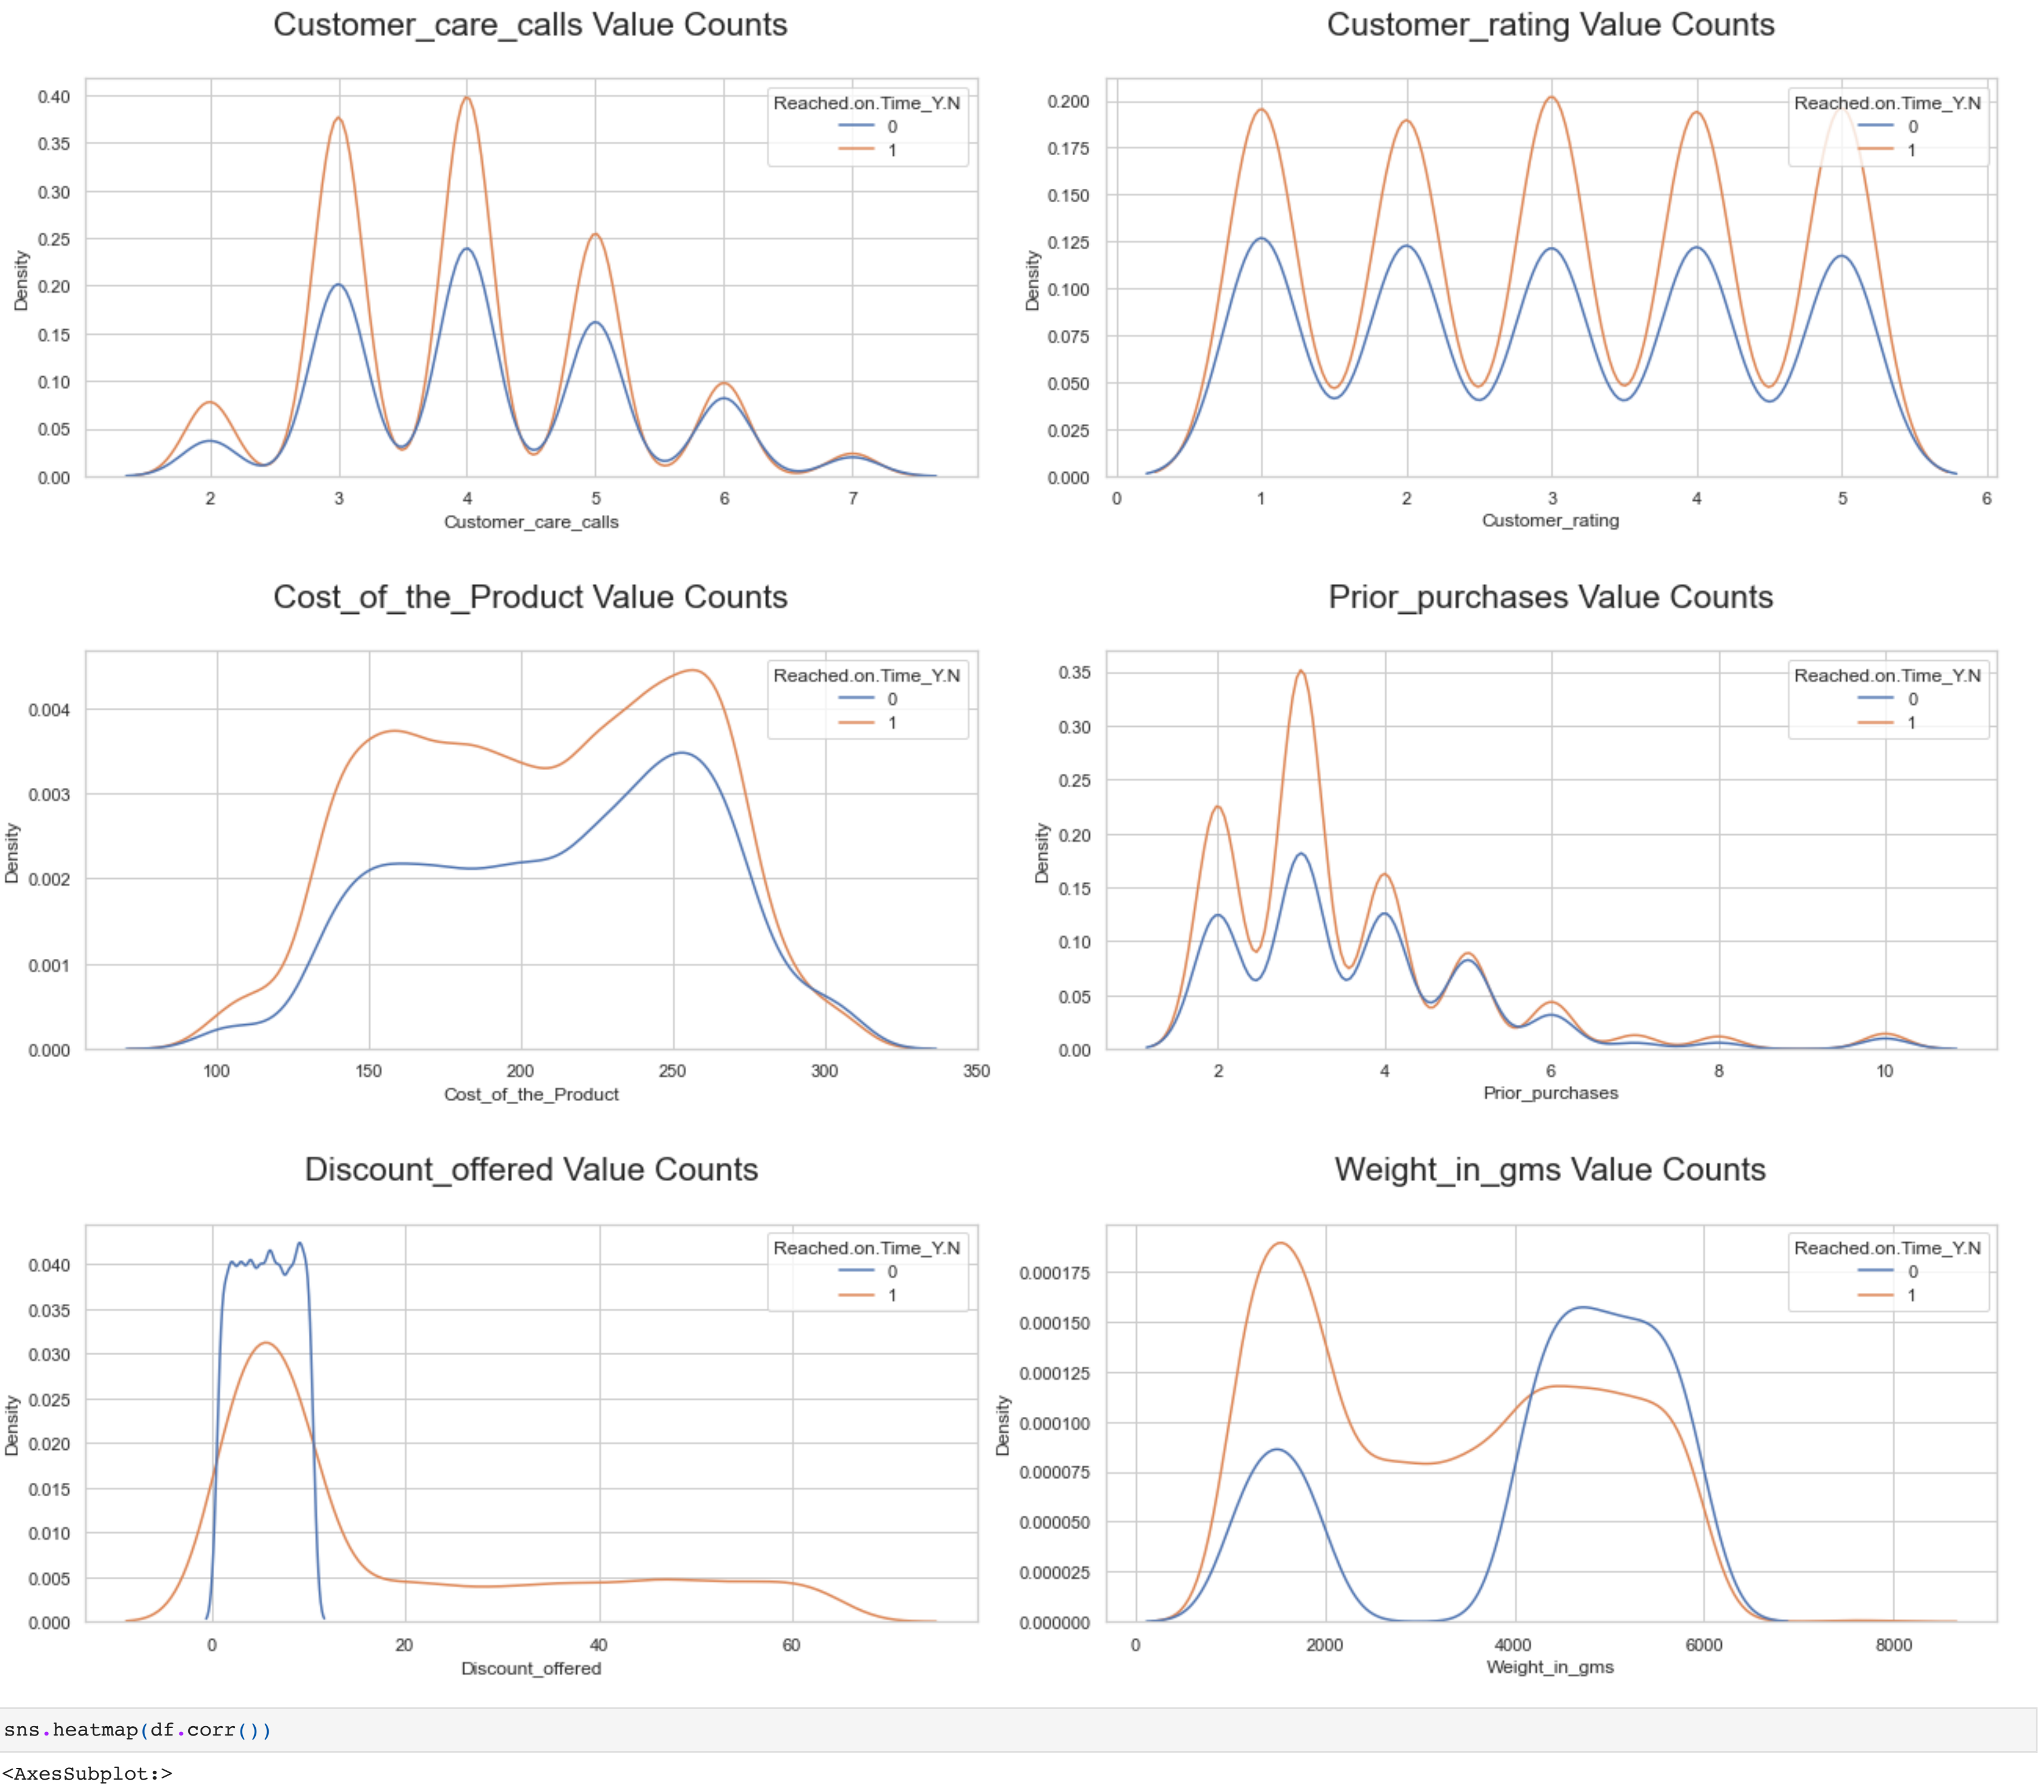 Customer_care_calls Value Counts
Reached.on.Time_Y.N
0
1
0.40
0.35
0.30
0.25
0.20
0.15
0.10
0.05
0.00
Density
2 3 4 5 6 7
Customer_care_calls
Customer_rating Value Counts
Reached.on.Time_Y.N
0
1
0.200
0.175
0.150
0.125
0.100
0.075
0.050
0.025
0.000
Density
0 1 2 3 4 5 6
Customer_rating
Cost_of_the_Product Value Counts
Reached.on.Time_Y.N
0
1
0.004
0.003
0.002
0.001
0.000
Density
100 150 200 250 300 350
Cost_of_the_Product
Prior_purchases Value Counts
Reached.on.Time_Y.N
0
1
0.35
0.30
0.25
0.20
0.15
0.10
0.05
0.00
Density
2 4 6 8 10
Prior_purchases
Discount_offered Value Counts
Reached.on.Time_Y.N
0
1
0.040
0.035
0.030
0.025
0.020
0.015
0.010
0.005
0.000
Density
0 20 40 60
Discount_offered
Weight_in_gms Value Counts
Reached.on.Time_Y.N
0
1
0.000175
0.000150
0.000125
0.000100
0.000075
0.000050
0.000025
0.000000
Density
0 2000 4000 6000 8000
Weight_in_gms
sns.heatmap(df.corr())
<AxesSubplot:>